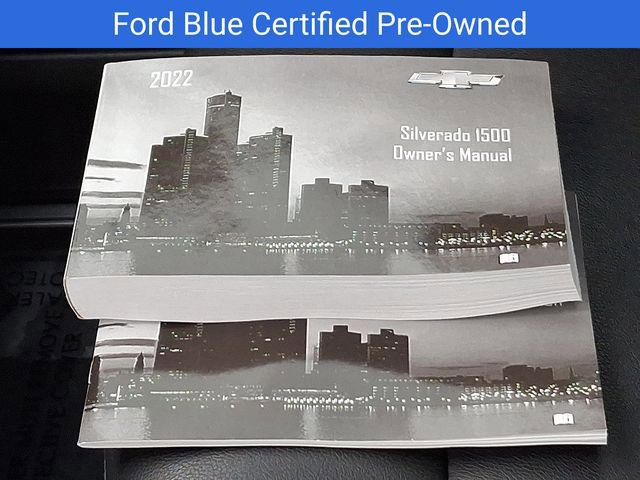 Ford Blue Certified Pre-Owned
2022
Silverado 1500
Owner's Manual